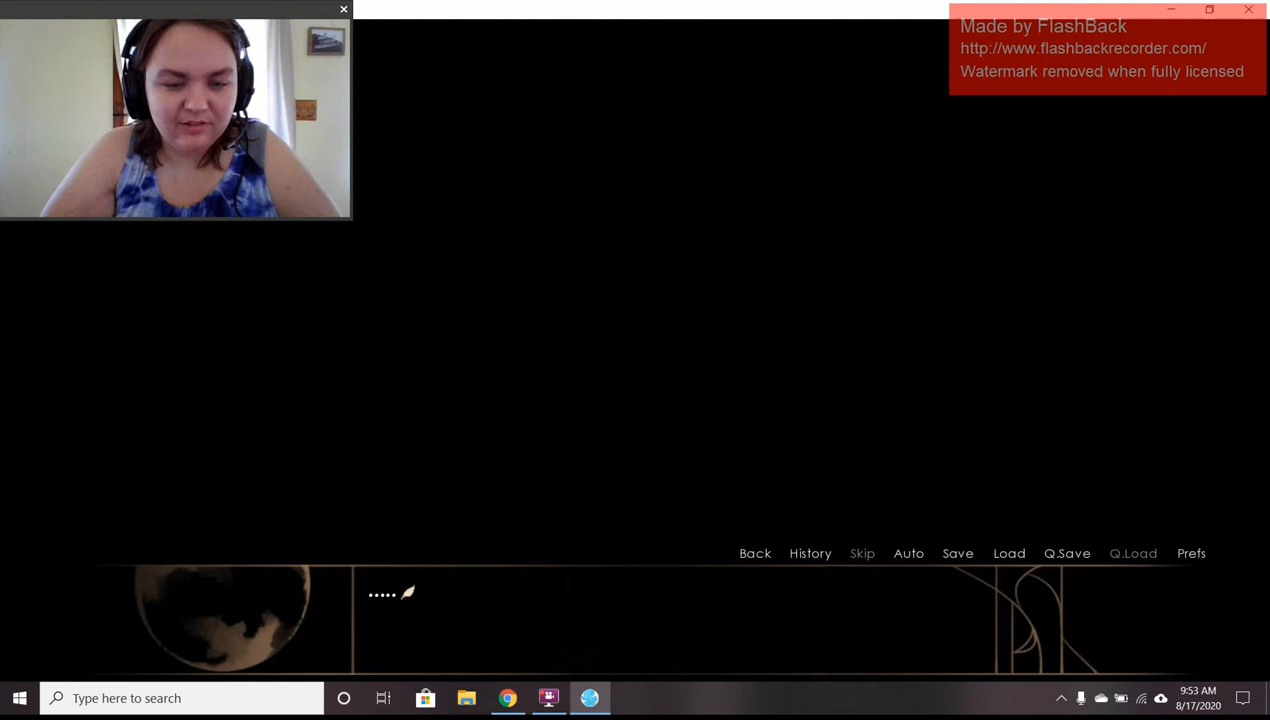 Made by FlashBack
http://www.flashbackrecorder.com/
Watermark removed when fully licensed
Back History Skip Auto Save Load Q.Save Q.Load Prefs
.....
Type here to search
9:53 AM
8/17/2020